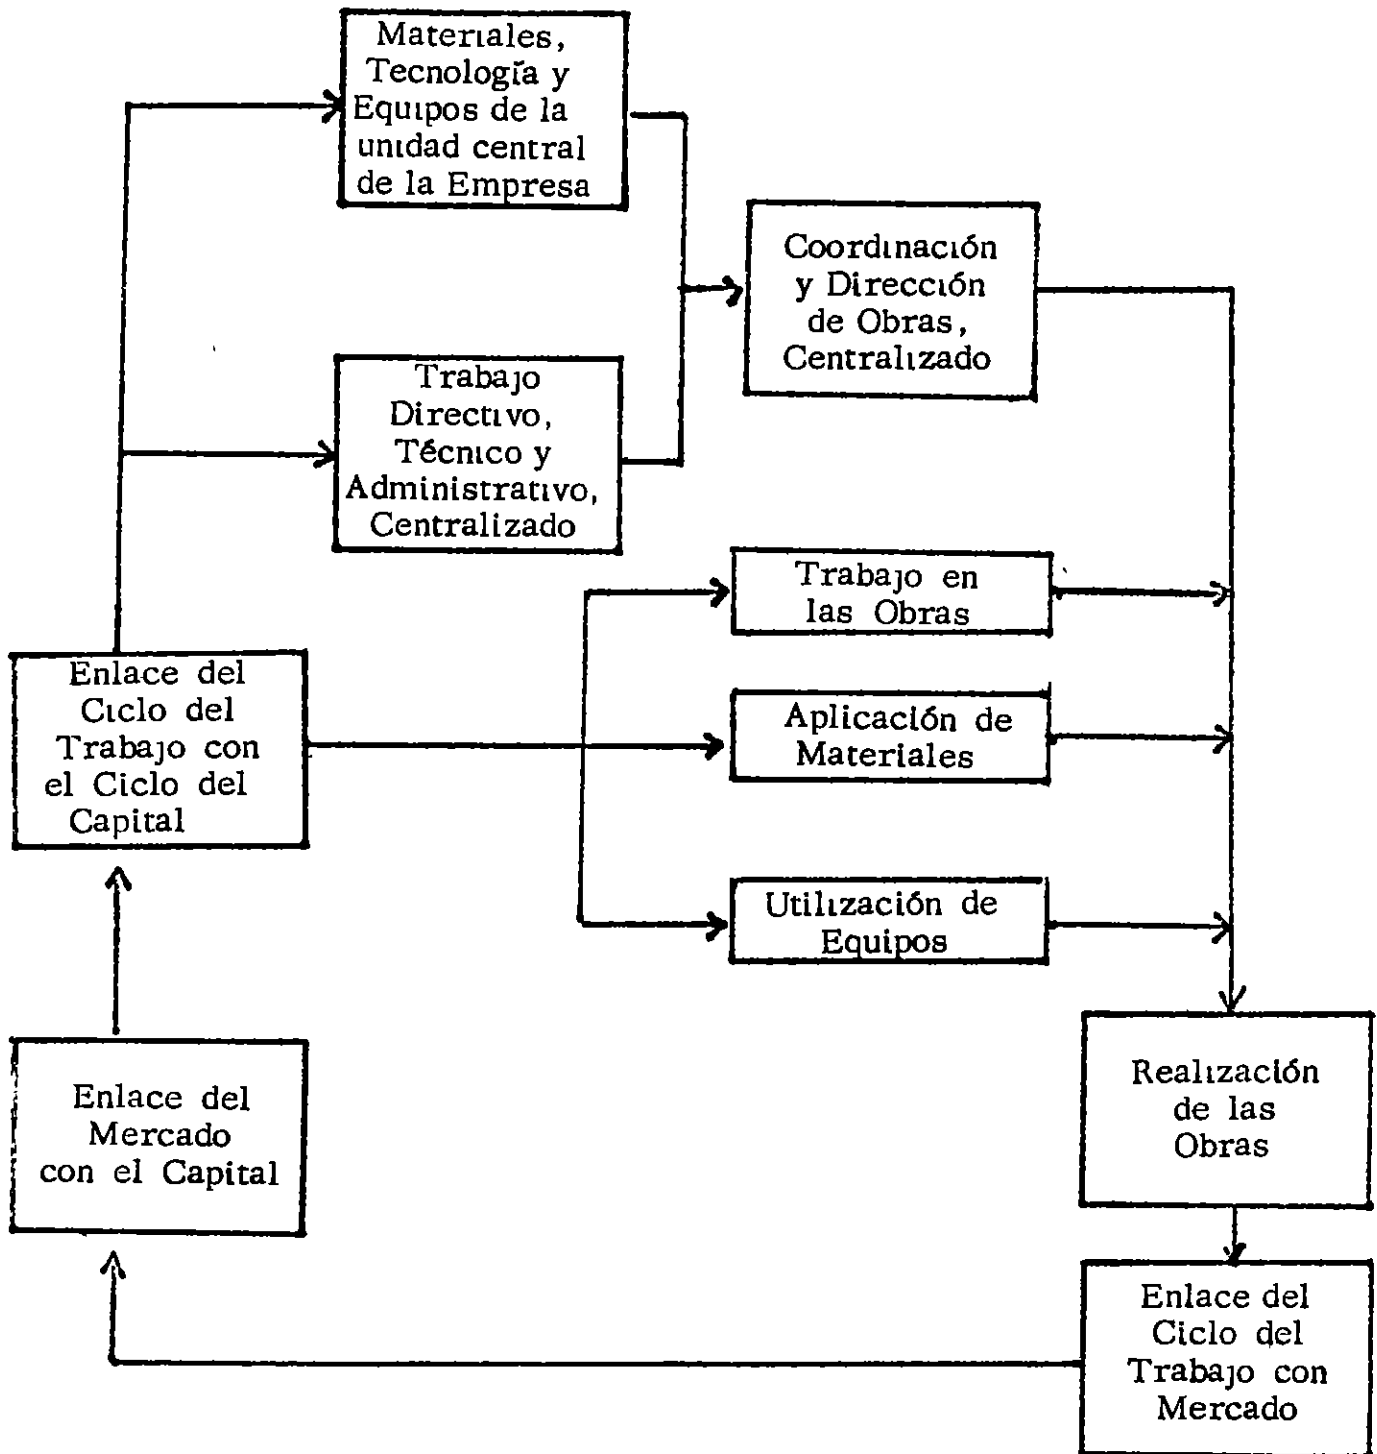 Materiales,
Tecnología y
Equipos de la
unidad central
de la Empresa
Coordinación
y Dirección
de Obras,
Centralizado
Trabajo
Directivo,
Técnico y
Administrativo,
Centralizado
Trabajo en
las Obras
Enlace del
Ciclo del
Trabajo con
el Ciclo del
Capital
Aplicación de
Materiales
Utilización de
Equipos
Enlace del
Mercado
con el Capital
Realización
de las
Obras
Enlace del
Ciclo del
Trabajo con
Mercado